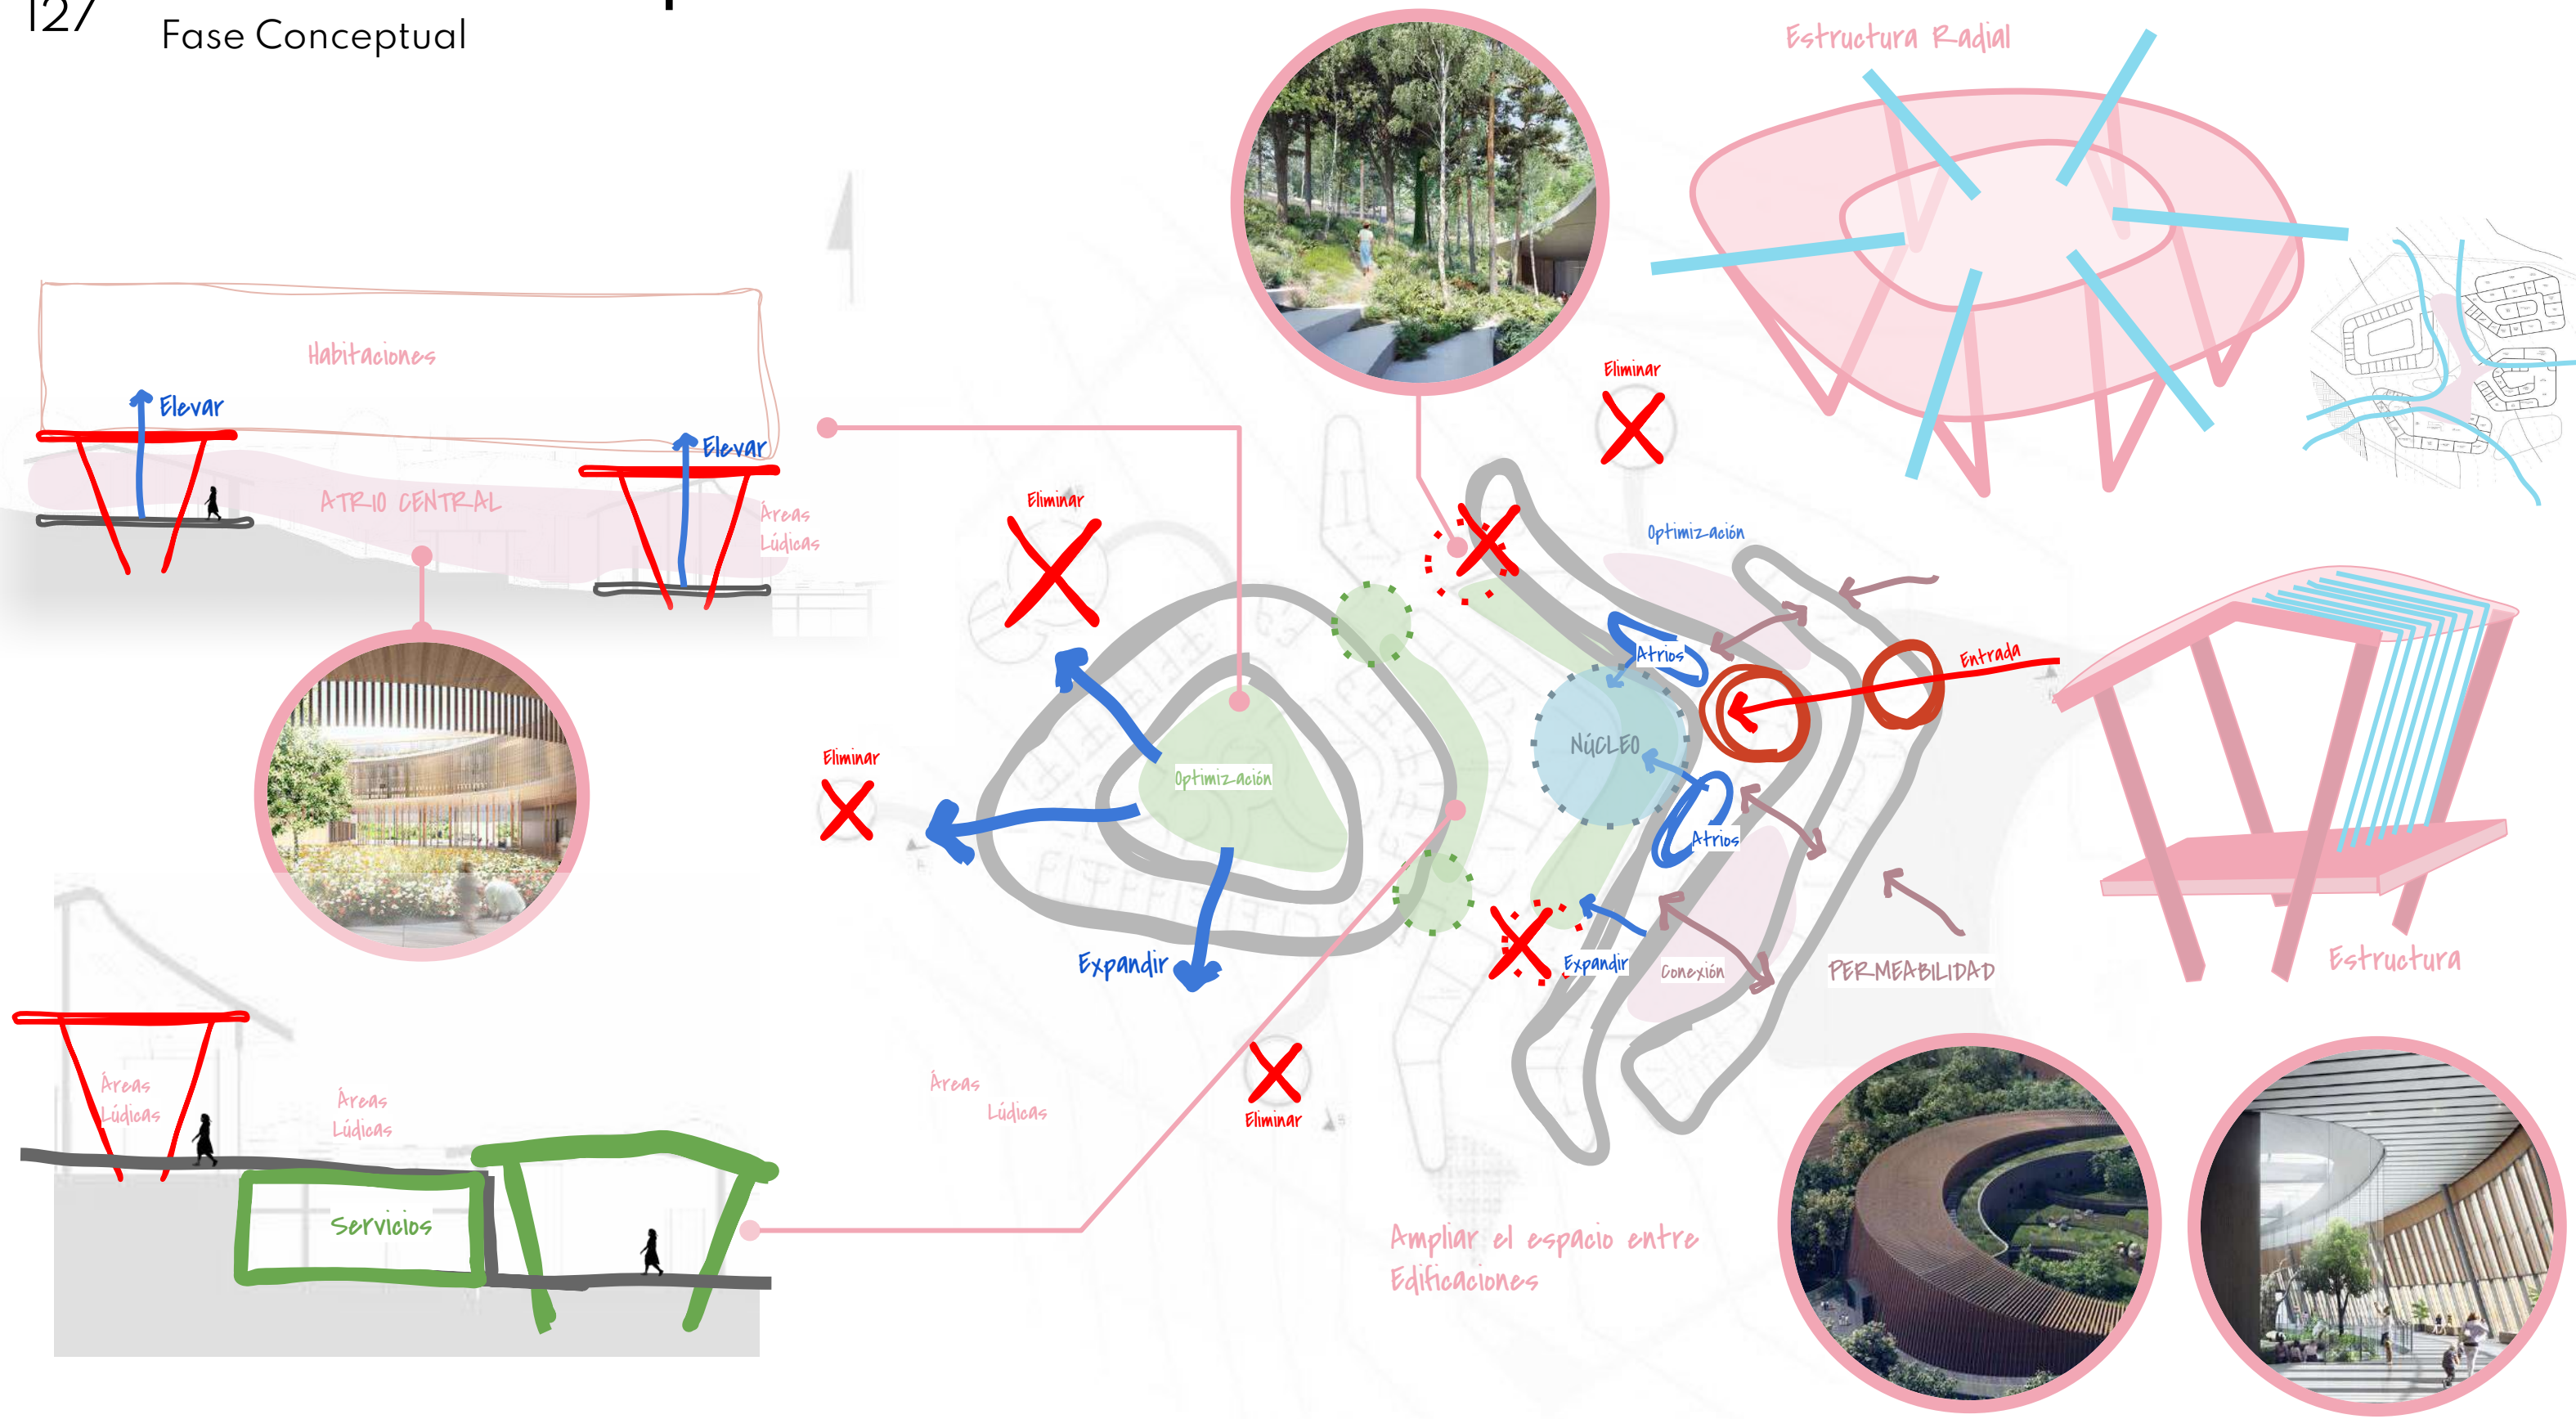 127
Fase Conceptual
Estructura Radial
Habitaciones
Elevar
Elevar
ATRIO CENTRAL
Áreas
Lúdicas
Eliminar
Eliminar
Optimización
Atrios
Entrada
NÚCLEO
Eliminar
Optimización
Atrios
Expandir
Expandir
Conexión
PERMEABILIDAD
Estructura
Áreas
Lúdicas
Áreas
Lúdicas
Áreas
Lúdicas
Eliminar
Servicios
Ampliar el espacio entre
Edificaciones